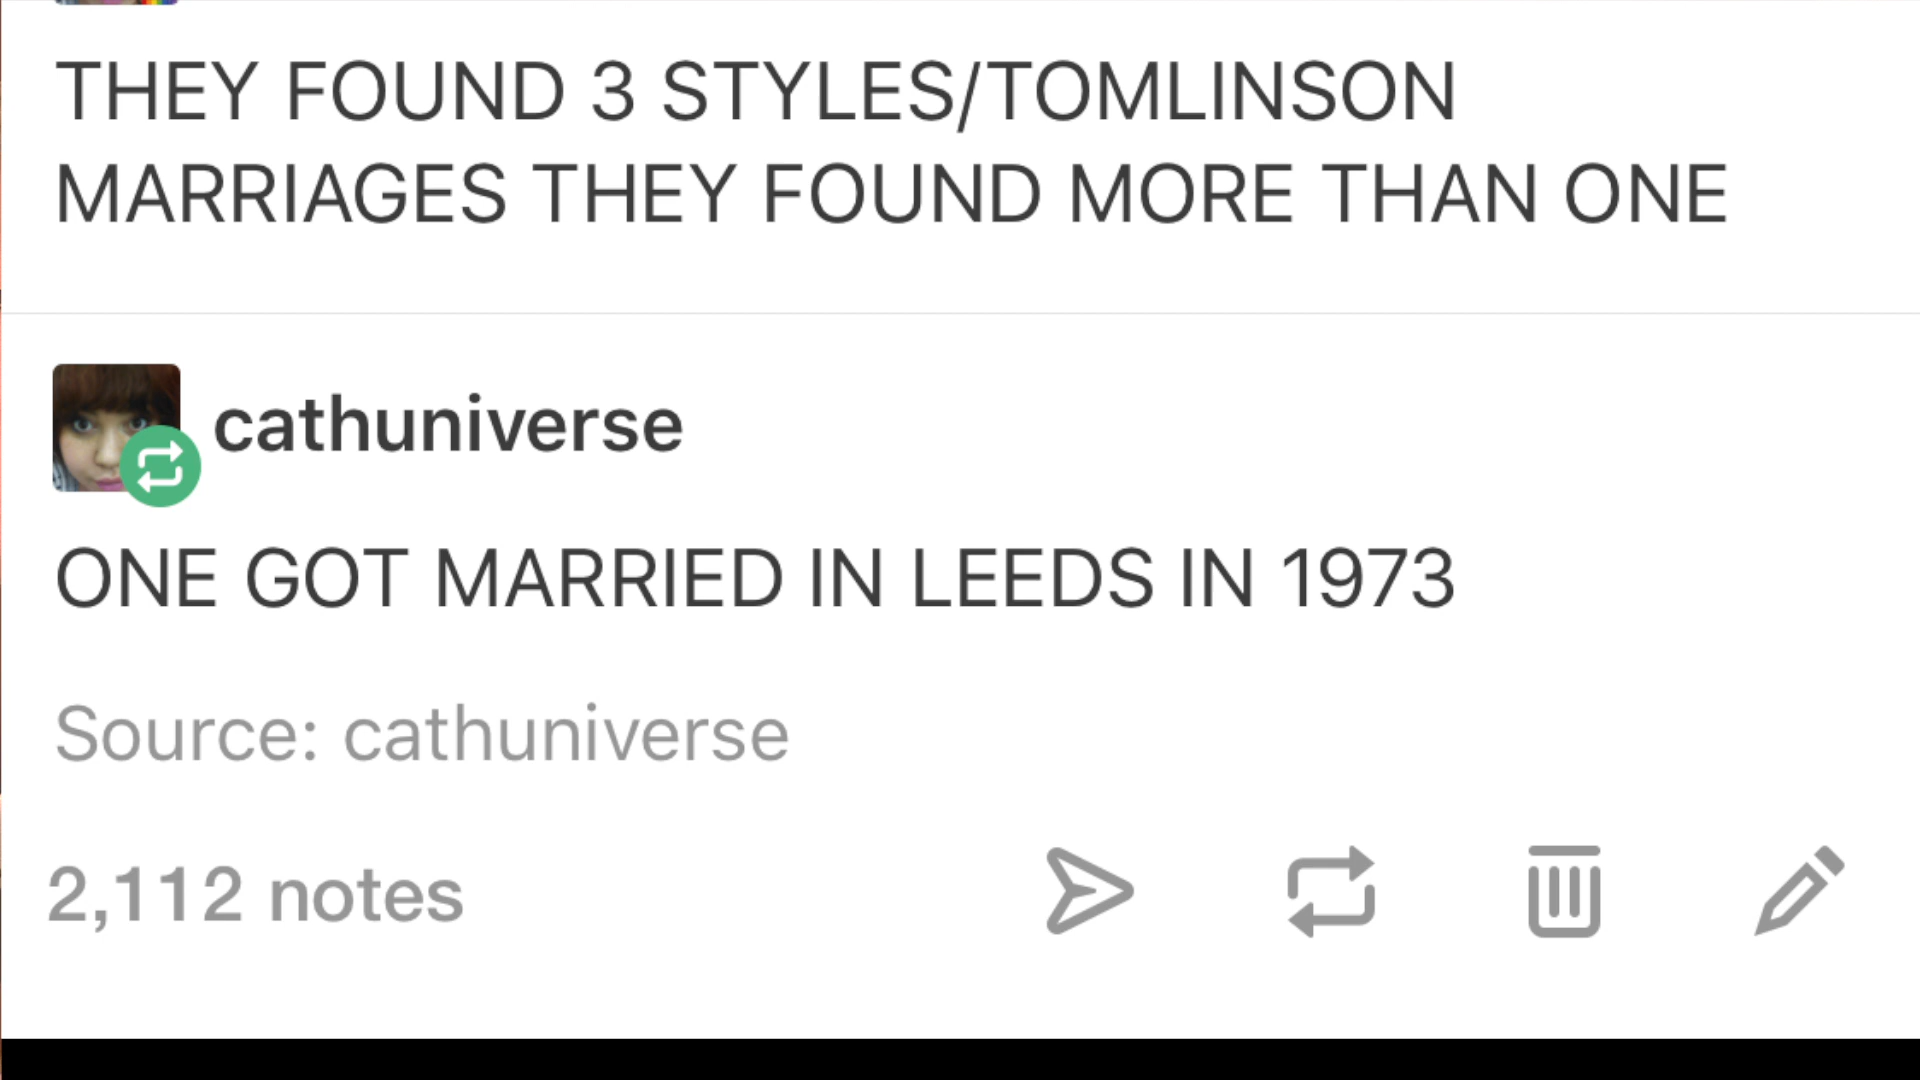 THEY FOUND 3 STYLES/TOMLINSON
MARRIAGES THEY FOUND MORE THAN ONE
cathuniverse
ONE GOT MARRIED IN LEEDS IN 1973
Source: cathuniverse
2,112 notes